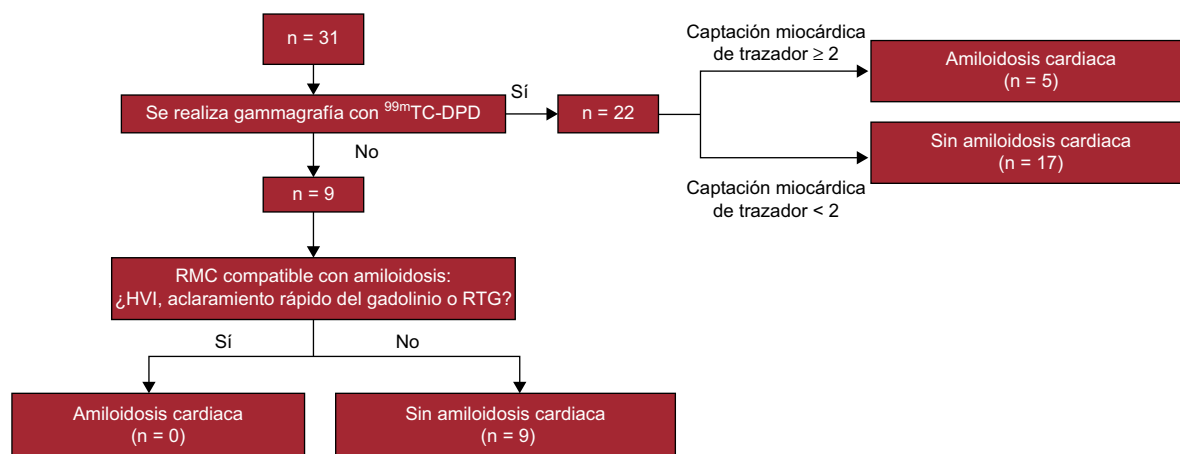 n = 31
Se realiza gammagrafía con ⁹⁹ᵐTC-DPD
Sí
n = 22
Captación miocárdica
de trazador ≥ 2
Amiloidosis cardiaca
(n = 5)
Sin amiloidosis cardiaca
(n = 17)
Captación miocárdica
de trazador < 2
No
n = 9
RMC compatible con amiloidosis:
¿HVI, aclaramiento rápido del gadolinio o RTG?
Sí
No
Amiloidosis cardiaca
(n = 0)
Sin amiloidosis cardiaca
(n = 9)